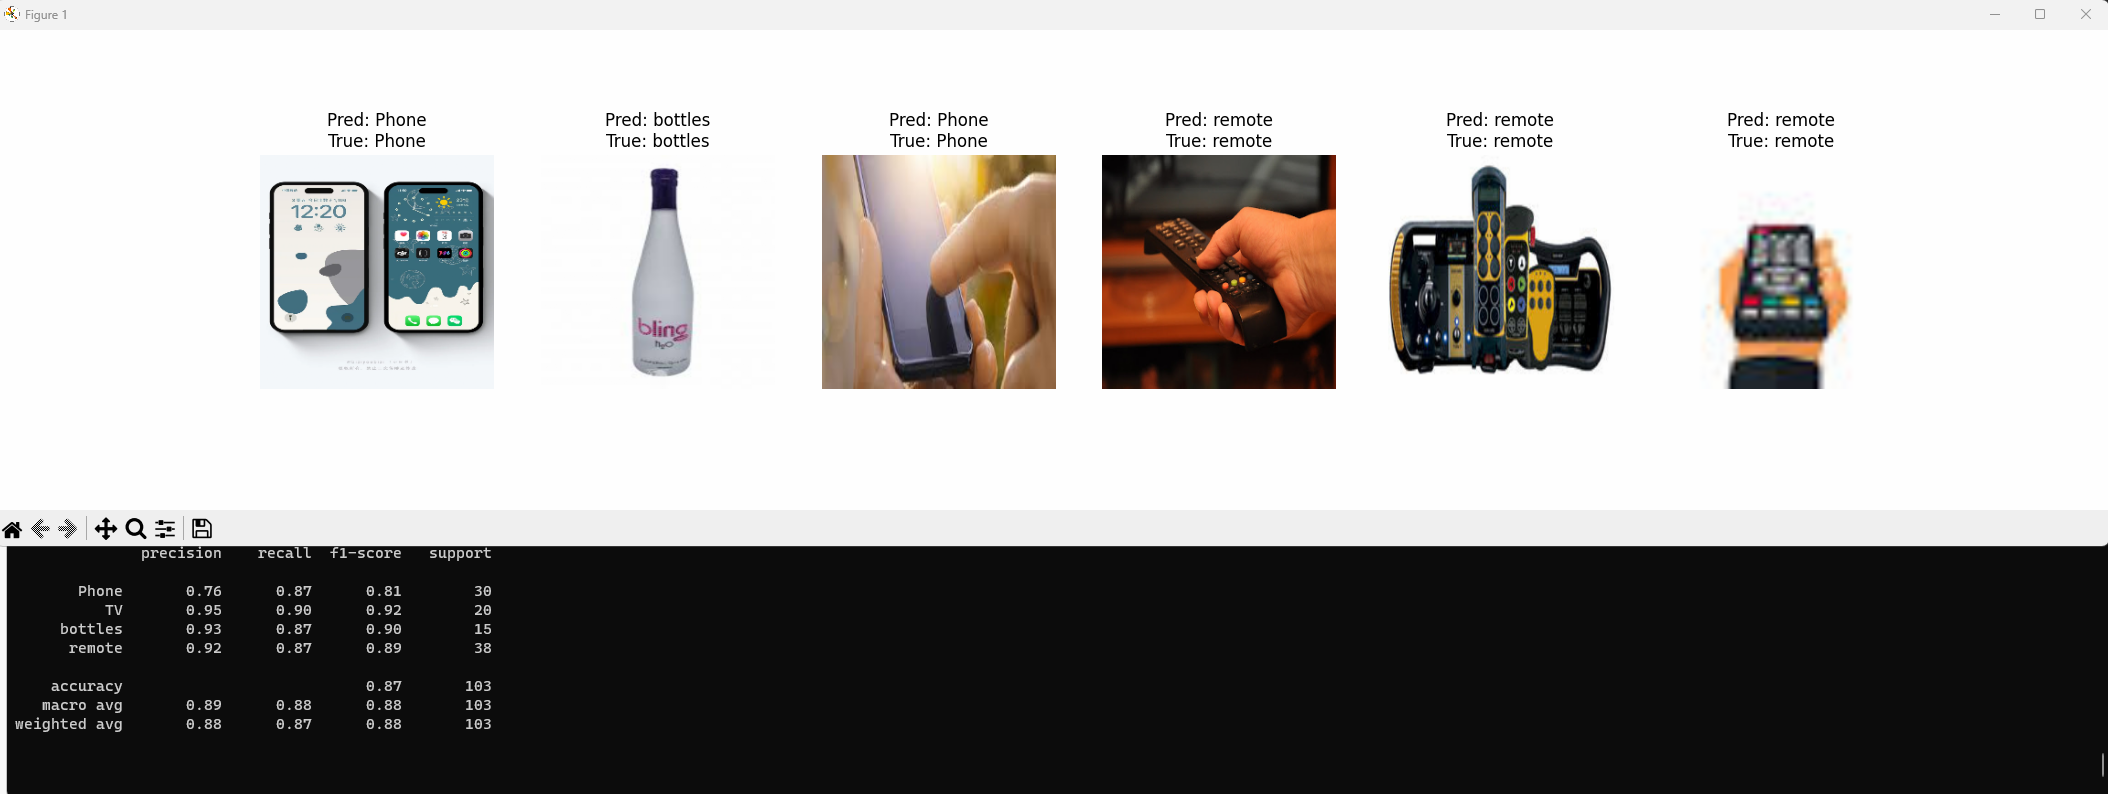 Figure 1
Pred: Phone
True: Phone
Pred: bottles
True: bottles
Pred: Phone
True: Phone
Pred: remote
True: remote
Pred: remote
True: remote
Pred: remote
True: remote
12:20
bling
H2O
precision recall f1-score support
Phone 0.76 0.87 0.81 30
TV 0.95 0.90 0.92 20
bottles 0.93 0.87 0.90 15
remote 0.92 0.87 0.89 38
accuracy 0.87 103
macro avg 0.89 0.88 0.88 103
weighted avg 0.88 0.87 0.88 103